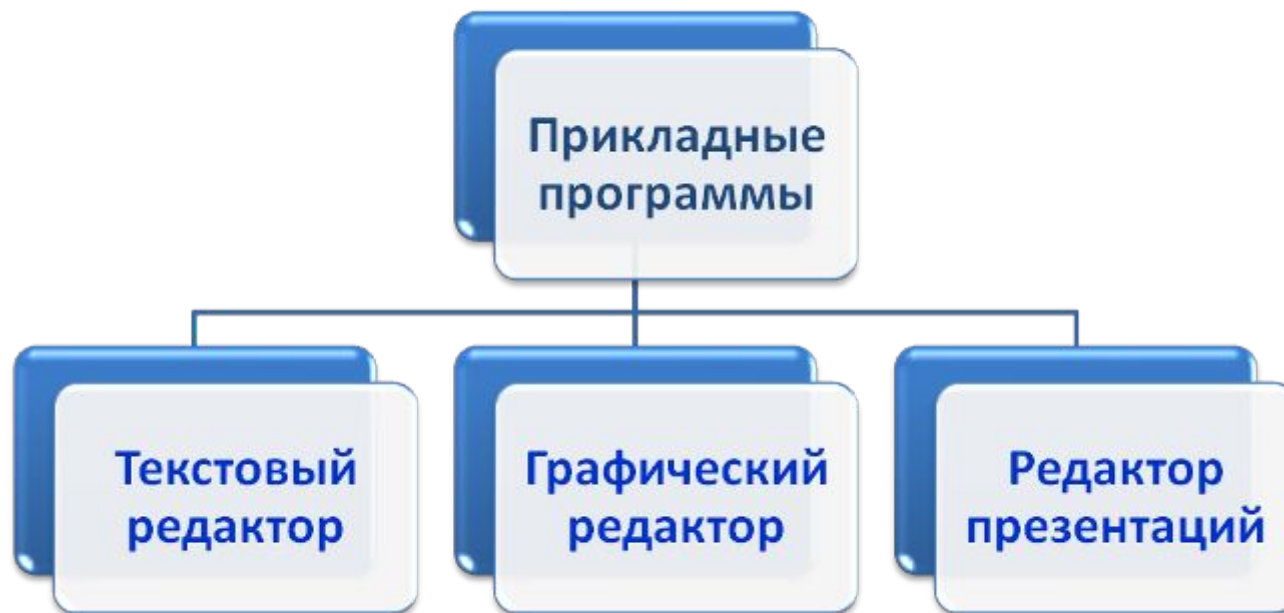 Прикладные
программы
Текстовый
редактор
Графический
редактор
Редактор
презентаций